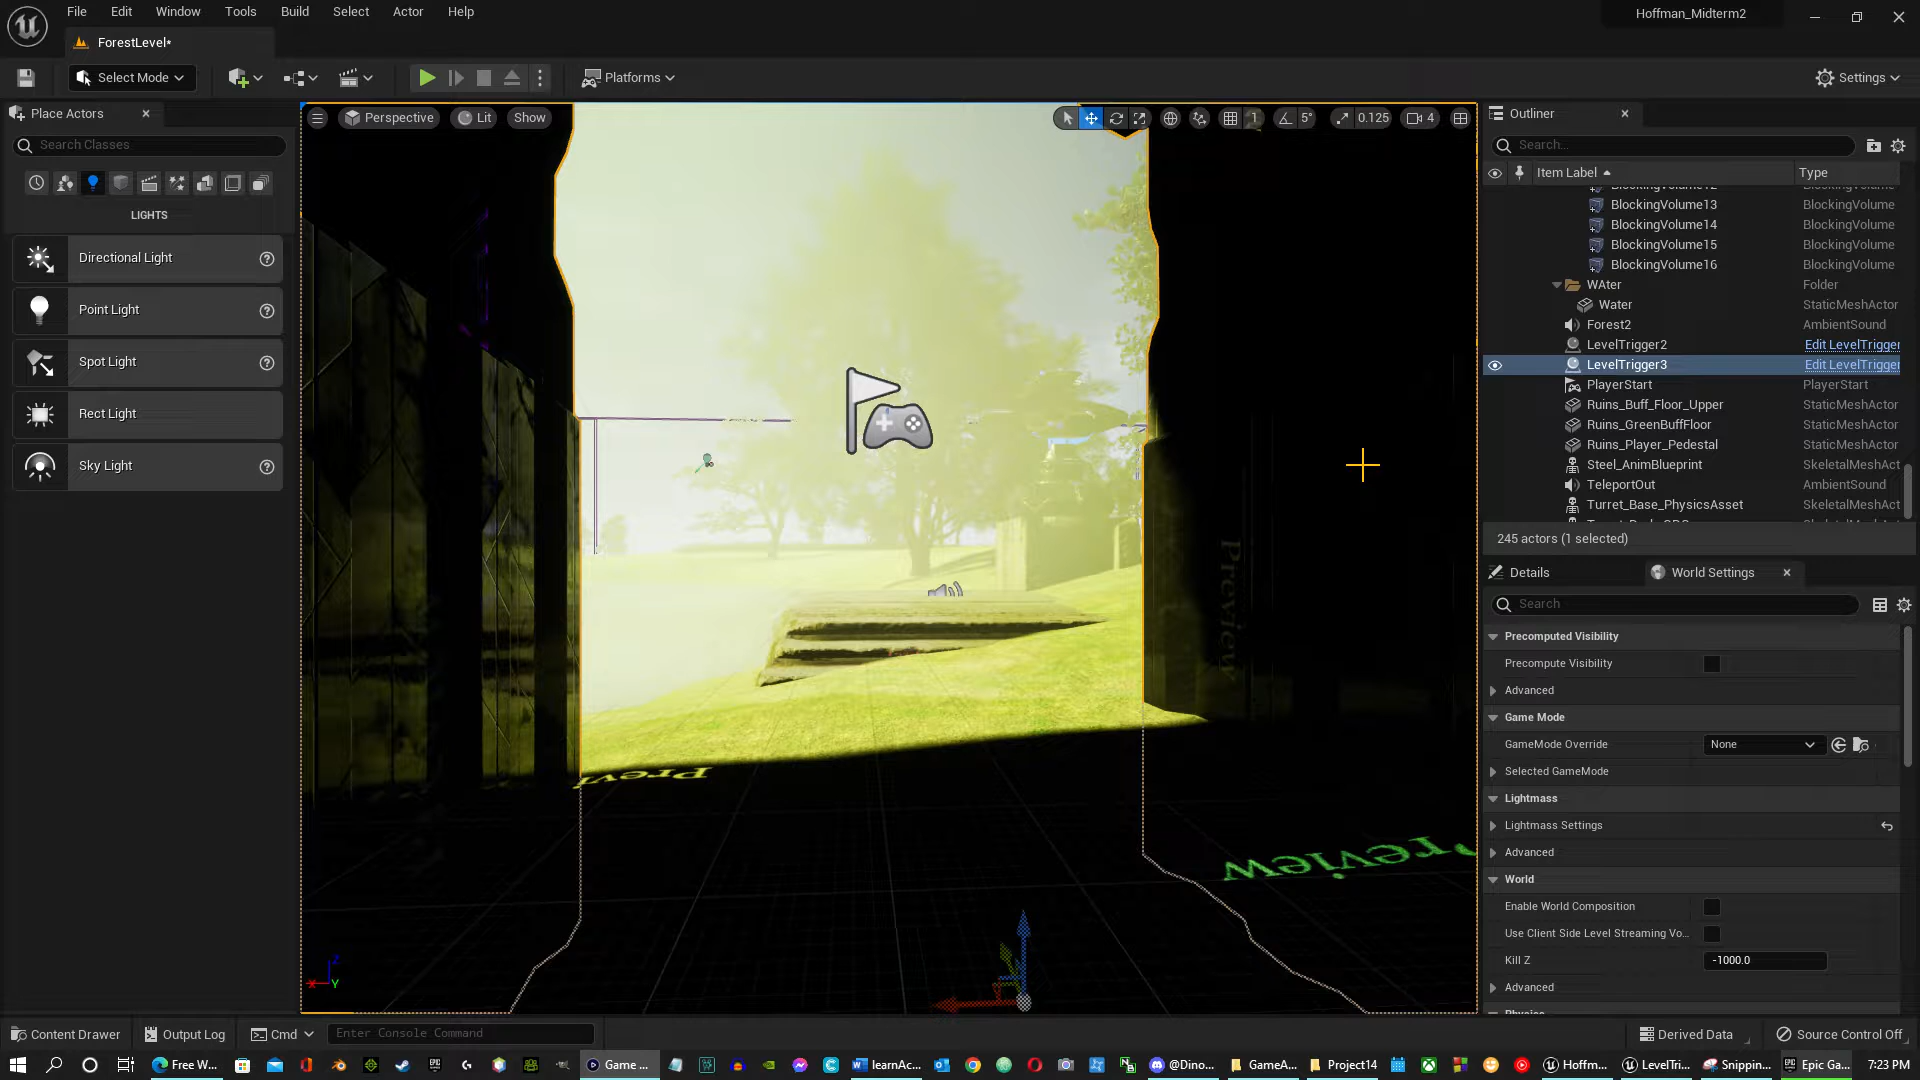 File Edit Window Tools Build Select Actor Help
Hoffman_Midterm2
ForestLevel*
Select Mode
Platforms
Settings
Place Actors
Search Classes
LIGHTS
Directional Light
Point Light
Spot Light
Rect Light
Sky Light
Perspective Lit Show
1 5° 0.125 4
Preview
Preview
Outliner
Search...
Item Label Type
BlockingVolume13 BlockingVolume
BlockingVolume14 BlockingVolume
BlockingVolume15 BlockingVolume
BlockingVolume16 BlockingVolume
WAter Folder
Water StaticMeshActor
Forest2 AmbientSound
LevelTrigger2 Edit LevelTrigger
LevelTrigger3 Edit LevelTrigger
PlayerStart PlayerStart
Ruins_Buff_Floor_Upper StaticMeshActor
Ruins_GreenBuffFloor StaticMeshActor
Ruins_Player_Pedestal StaticMeshActor
Steel_AnimBlueprint SkeletalMeshAct
TeleportOut AmbientSound
Turret_Base_PhysicsAsset SkeletalMeshAct
245 actors (1 selected)
Details World Settings
Search
Precomputed Visibility
Precompute Visibility
Advanced
Game Mode
GameMode Override None
Selected GameMode
Lightmass
Lightmass Settings
Advanced
World
Enable World Composition
Use Client Side Level Streaming Vo...
Kill Z -1000.0
Advanced
Physics
Content Drawer Output Log Cmd Enter Console Command
Derived Data Source Control Off
Free W... Game ... learnAc... @Dino... GameA... Project14 Hoffm... LevelTri... Snippin... Epic Ga... 7:23 PM